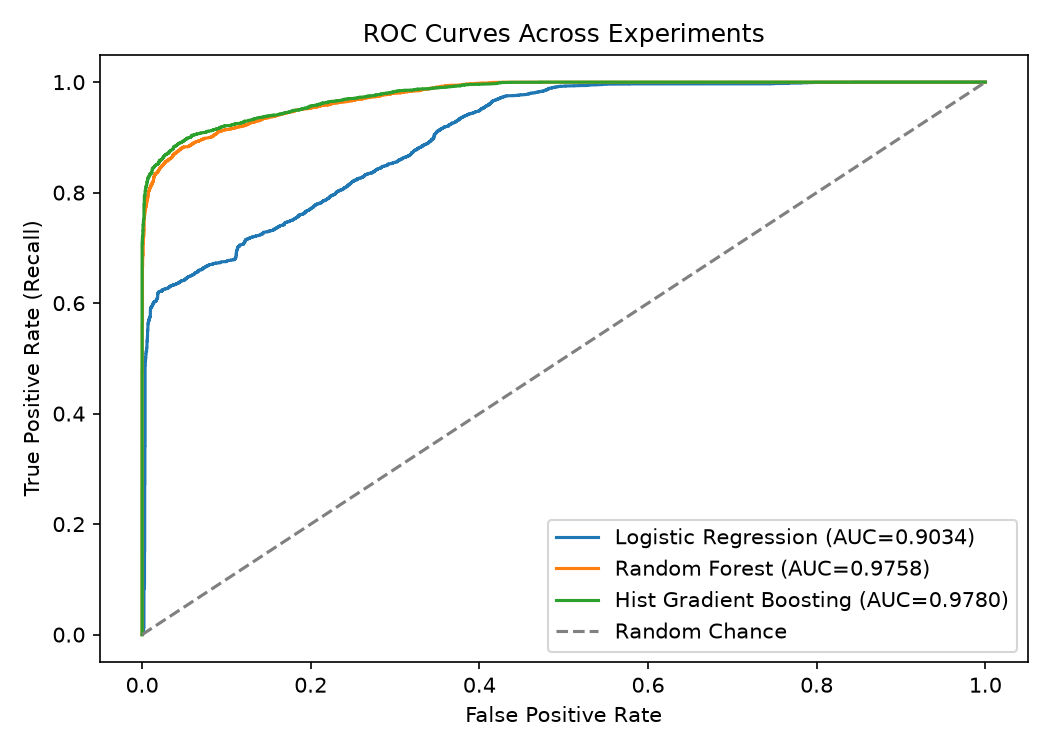 ROC Curves Across Experiments
True Positive Rate (Recall)
1.0
0.8
0.6
0.4
0.2
0.0
0.0 0.2 0.4 0.6 0.8 1.0
False Positive Rate
Logistic Regression (AUC=0.9034)
Random Forest (AUC=0.9758)
Hist Gradient Boosting (AUC=0.9780)
Random Chance